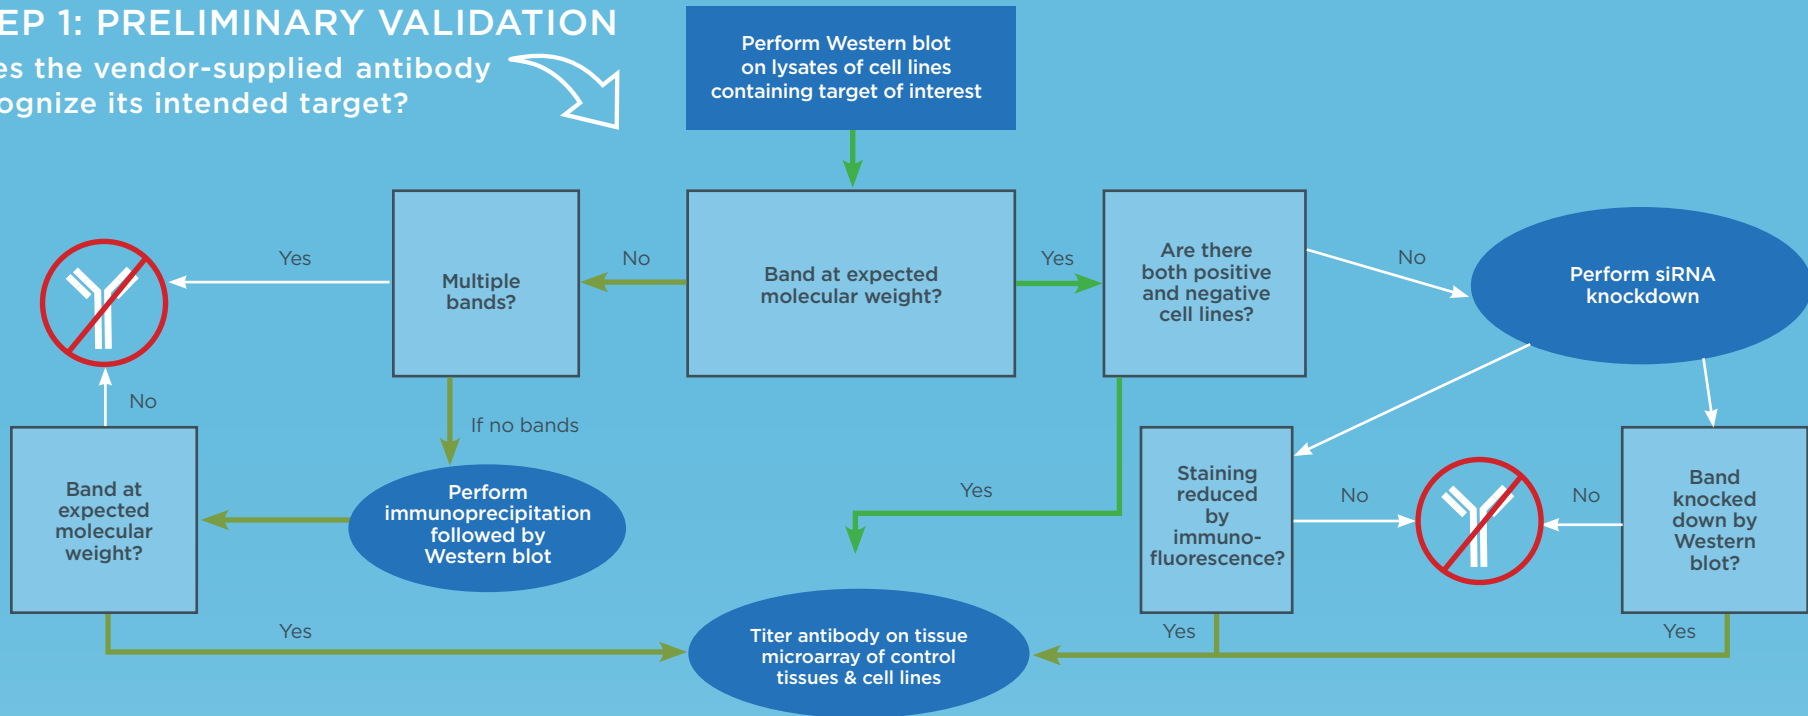 EP 1: PRELIMINARY VALIDATION
es the vendor-supplied antibody
ognize its intended target?
Perform Western blot
on lysates of cell lines
containing target of interest
Yes
Multiple
bands?
No
Band at expected
molecular weight?
Yes
Are there
both positive
and negative
cell lines?
No
Perform siRNA
knockdown
No
If no bands
Band at
expected
molecular
weight?
Perform
immunoprecipitation
followed by
Western blot
Yes
Staining
reduced
by
immuno-
fluorescence?
No
No
Band
knocked
down by
Western
blot?
Yes
Titer antibody on tissue
microarray of control
tissues & cell lines
Yes
Yes